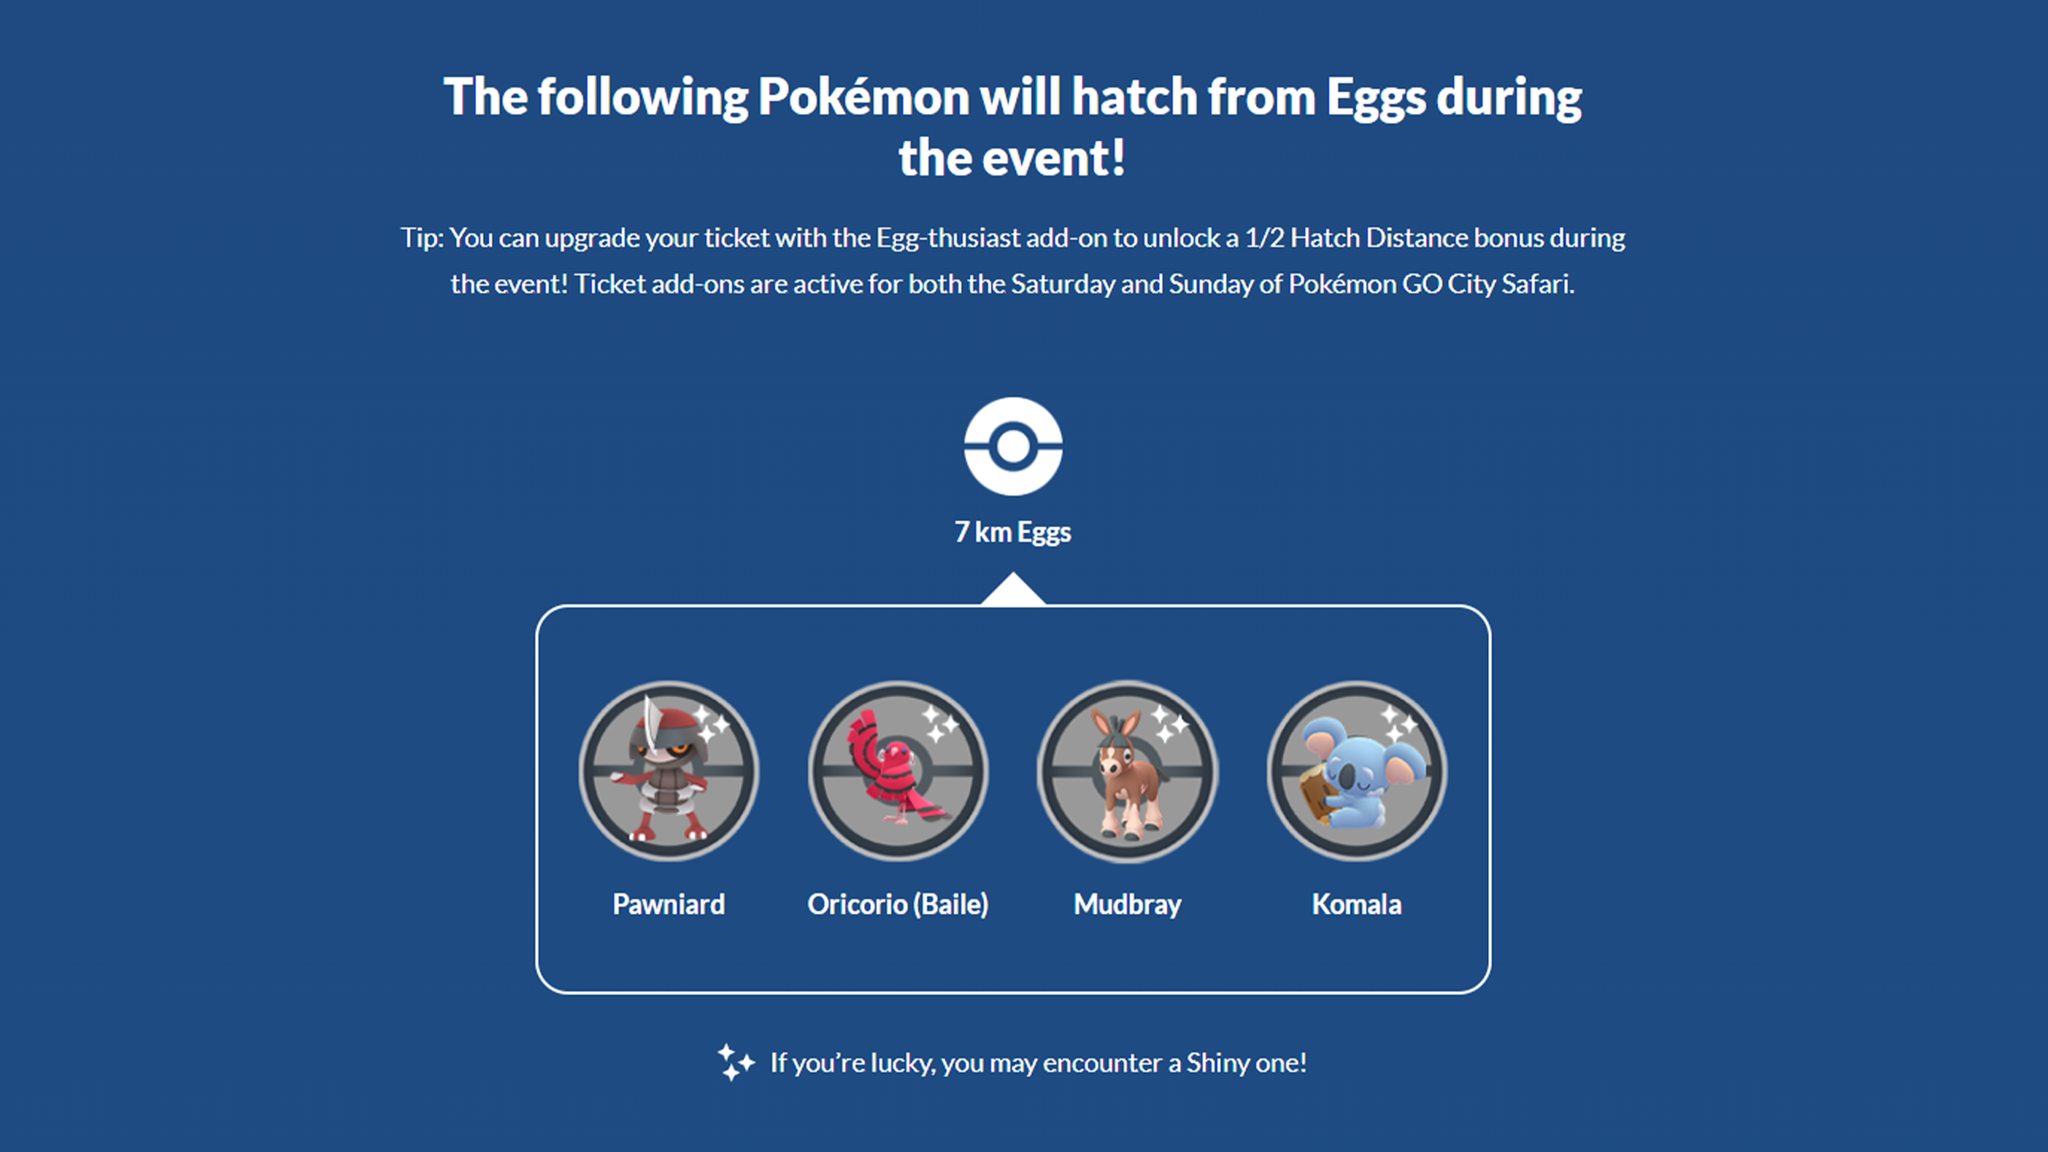 The following Pokémon will hatch from Eggs during
the event!
Tip: You can upgrade your ticket with the Egg-thusiast add-on to unlock a 1/2 Hatch Distance bonus during
the event! Ticket add-ons are active for both the Saturday and Sunday of Pokémon GO City Safari.
7 km Eggs
Pawniard
Oricorio (Baile)
Mudbray
Komala
If you’re lucky, you may encounter a Shiny one!